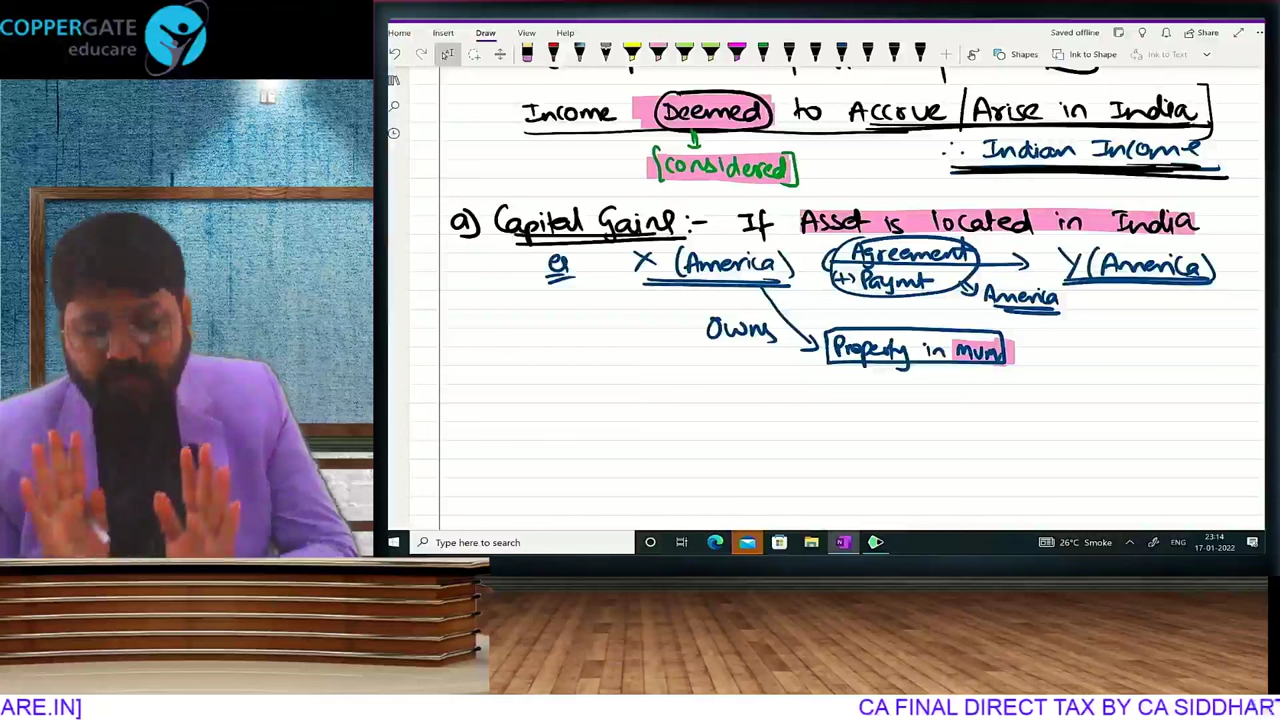 COPPERGATE
educare
Home Insert Draw View Help
Saved offline
Share
Shapes
Ink to Shape
Ink to Text
Income Deemed to Accrue / Arise in India
∴ Indian Income
[considered]
a) Capital Gains :- If Asset is located in India
eg X (America) Agreement Y (America)
(+) Paymt
America
Owns
Property in mum
Type here to search
26°C Smoke
ENG
23:14
17-01-2022
ARE.IN]
CA FINAL DIRECT TAX BY CA SIDDHART